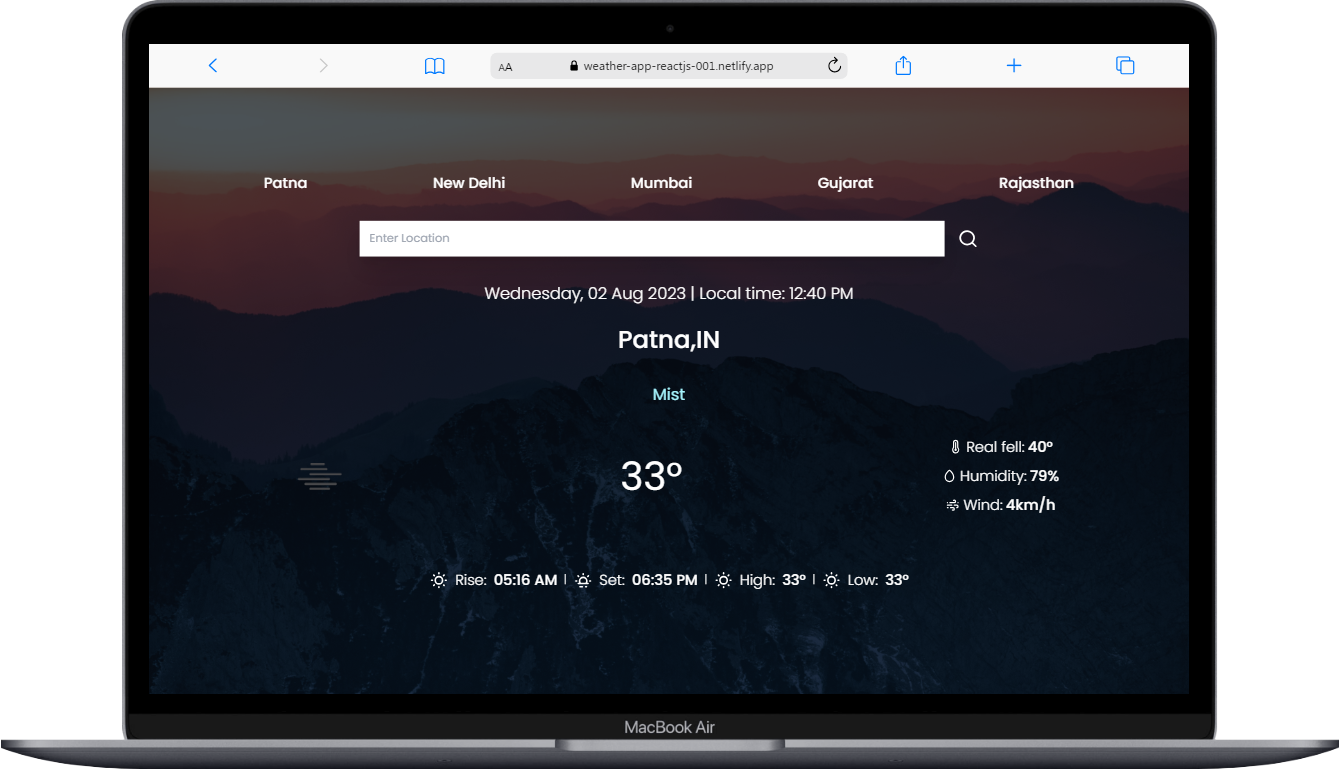 AA weather-app-reactjs-001.netlify.app
Patna New Delhi Mumbai Gujarat Rajasthan
Enter Location
Wednesday, 02 Aug 2023 | Local time: 12:40 PM
Patna,IN
Mist
33°
Real fell: 40°
Humidity: 79%
Wind: 4km/h
Rise: 05:16 AM | Set: 06:35 PM | High: 33° | Low: 33°
MacBook Air